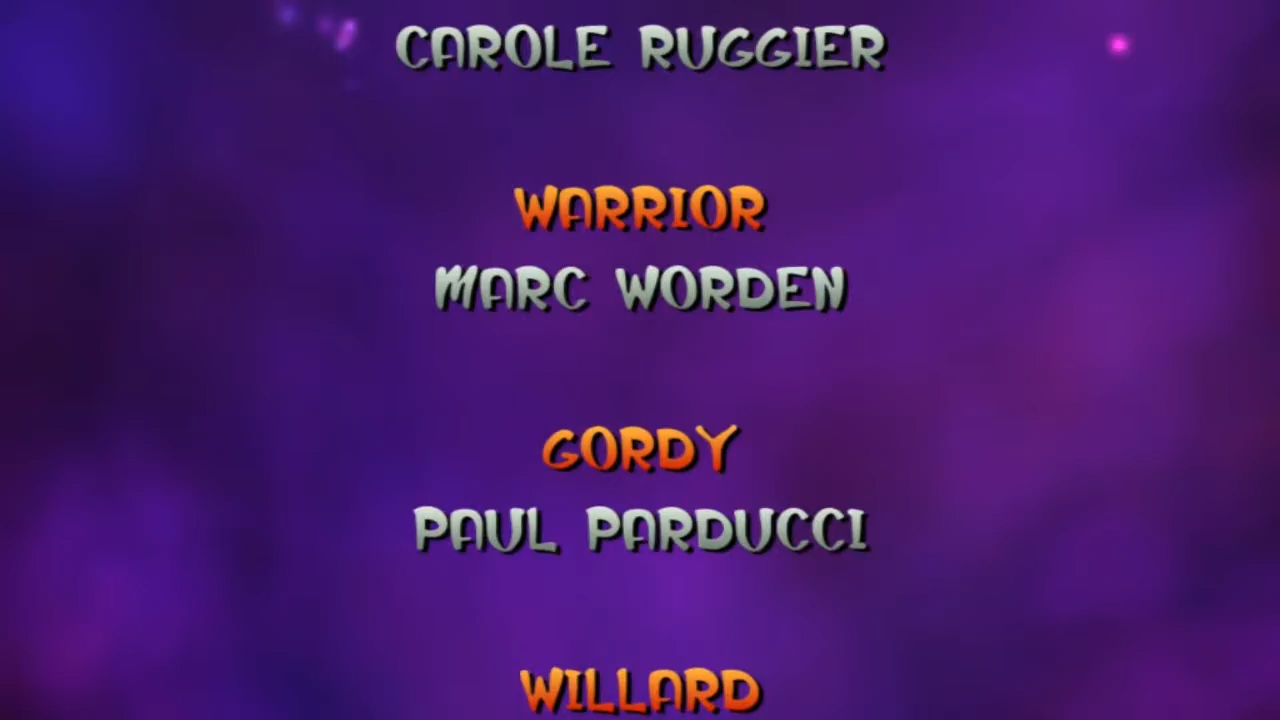 CAROLE RUGGIER
WARRIOR
MARC WORDEN
GORDY
PAUL PARDUCCI
WILLARD